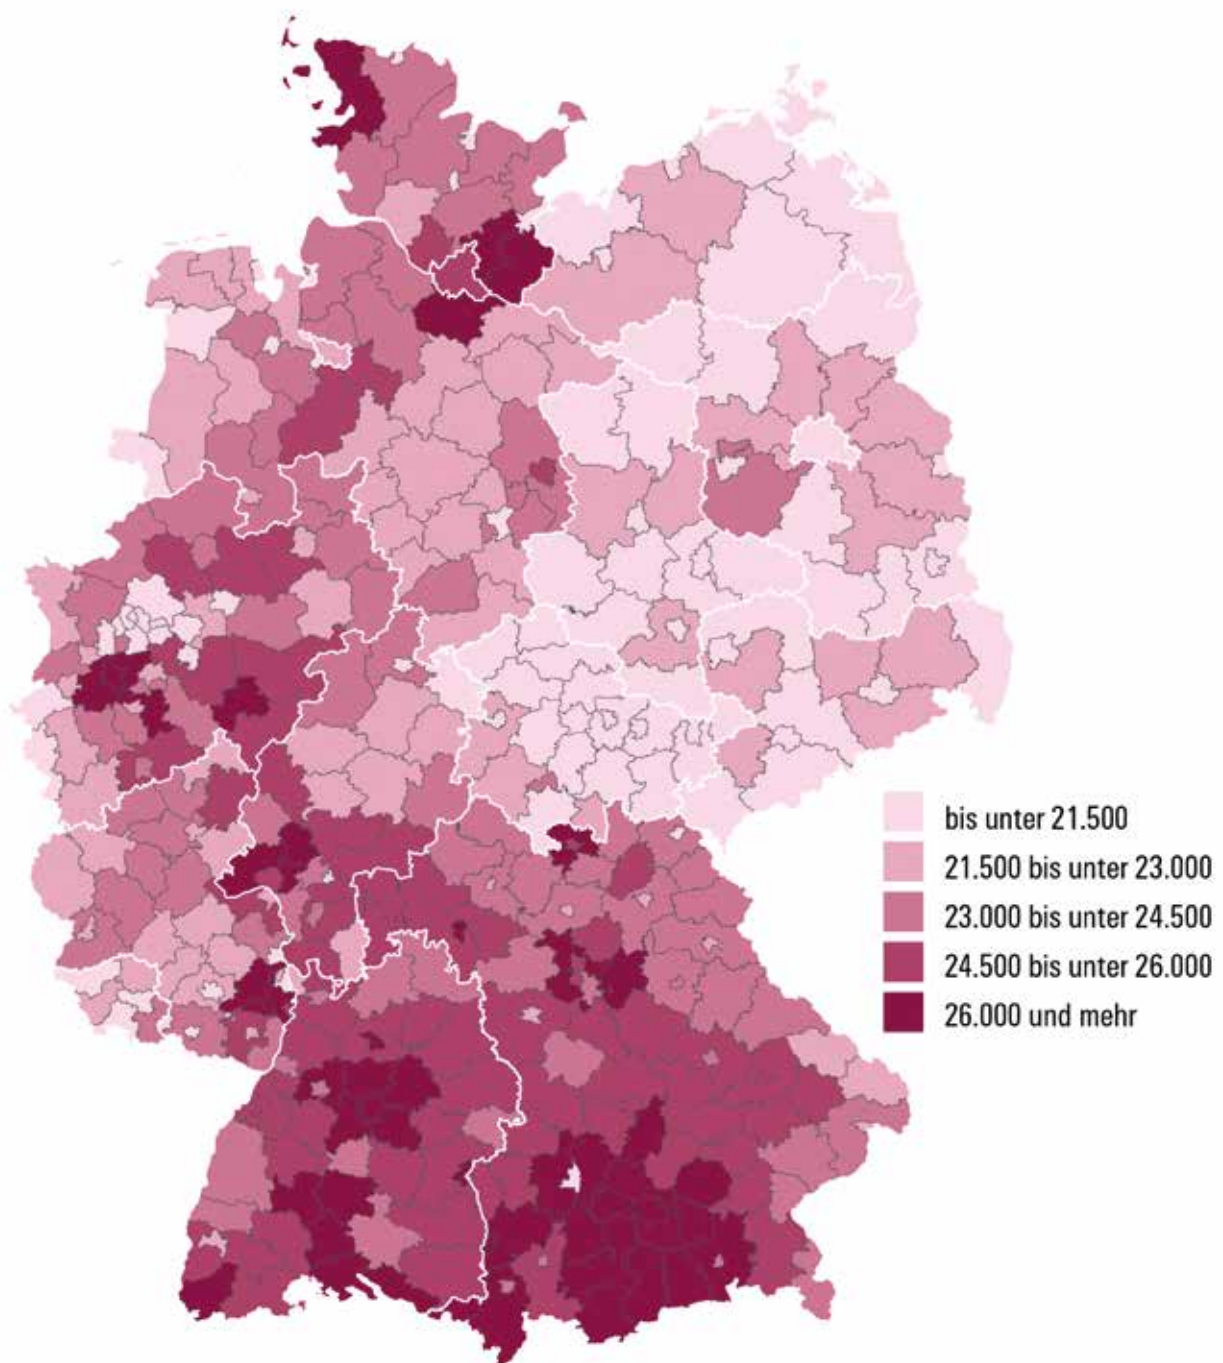 bis unter 21.500
21.500 bis unter 23.000
23.000 bis unter 24.500
24.500 bis unter 26.000
26.000 und mehr